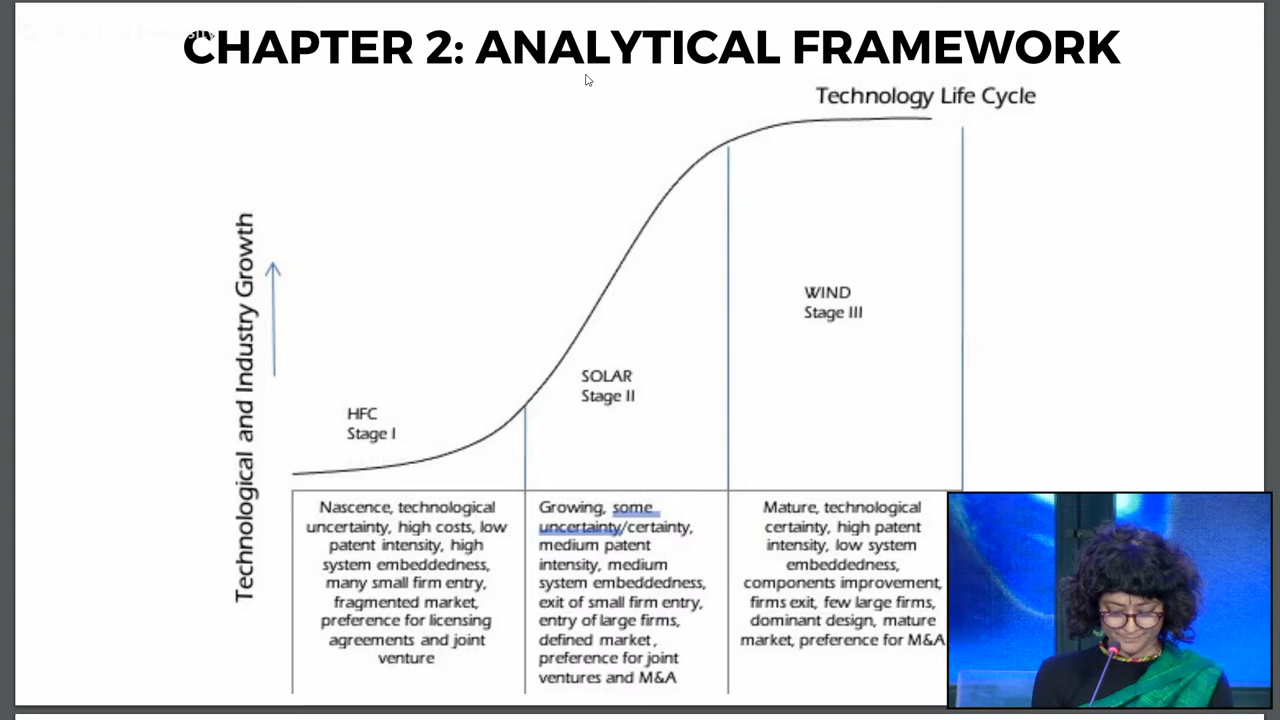 CHAPTER 2: ANALYTICAL FRAMEWORK
Technology Life Cycle
Technological and Industry Growth
HFC
Stage I
SOLAR
Stage II
WIND
Stage III
Nascence, technological
uncertainty, high costs, low
patent intensity, high
system embeddedness,
many small firm entry,
fragmented market,
preference for licensing
agreements and joint
venture
Growing, some
uncertainty/certainty,
medium patent
intensity, medium
system embeddedness,
exit of small firm entry,
entry of large firms,
defined market,
preference for joint
ventures and M&A
Mature, technological
certainty, high patent
intensity, low system
embeddedness,
components improvement,
firms exit, few large firms,
dominant design, mature
market, preference for M&A